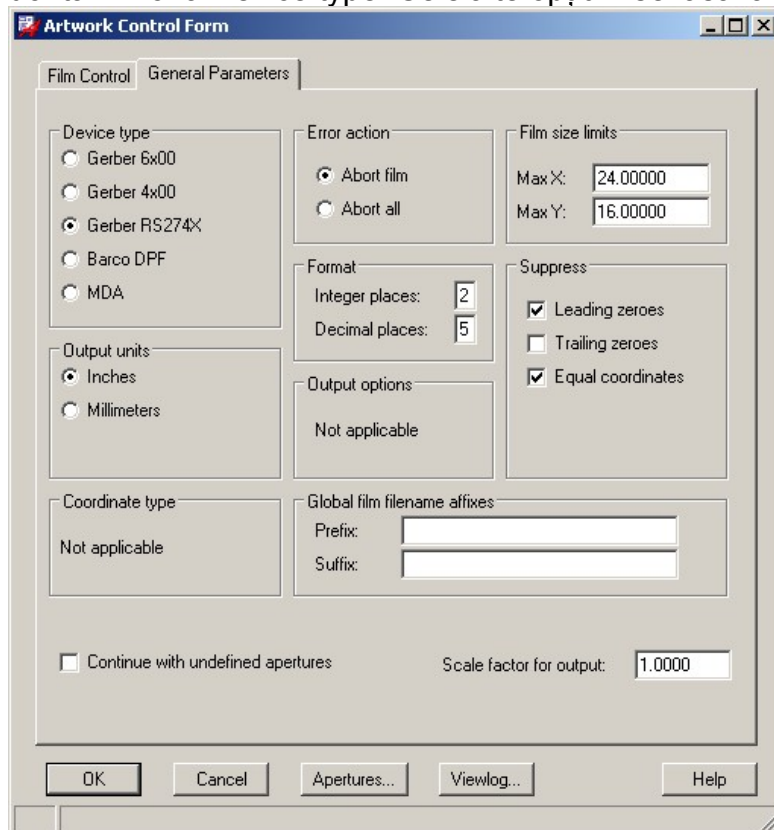 Artwork Control Form
Film Control General Parameters
Device type
Gerber 6x00
Gerber 4x00
Gerber RS274X
Barco DPF
MDA
Error action
Abort film
Abort all
Film size limits
Max X: 24.00000
Max Y: 16.00000
Format
Integer places: 2
Decimal places: 5
Suppress
Leading zeroes
Trailing zeroes
Equal coordinates
Output units
Inches
Millimeters
Output options
Not applicable
Coordinate type
Not applicable
Global film filename affixes
Prefix:
Suffix:
Continue with undefined apertures
Scale factor for output: 1.0000
OK Cancel Apertures... Viewlog... Help